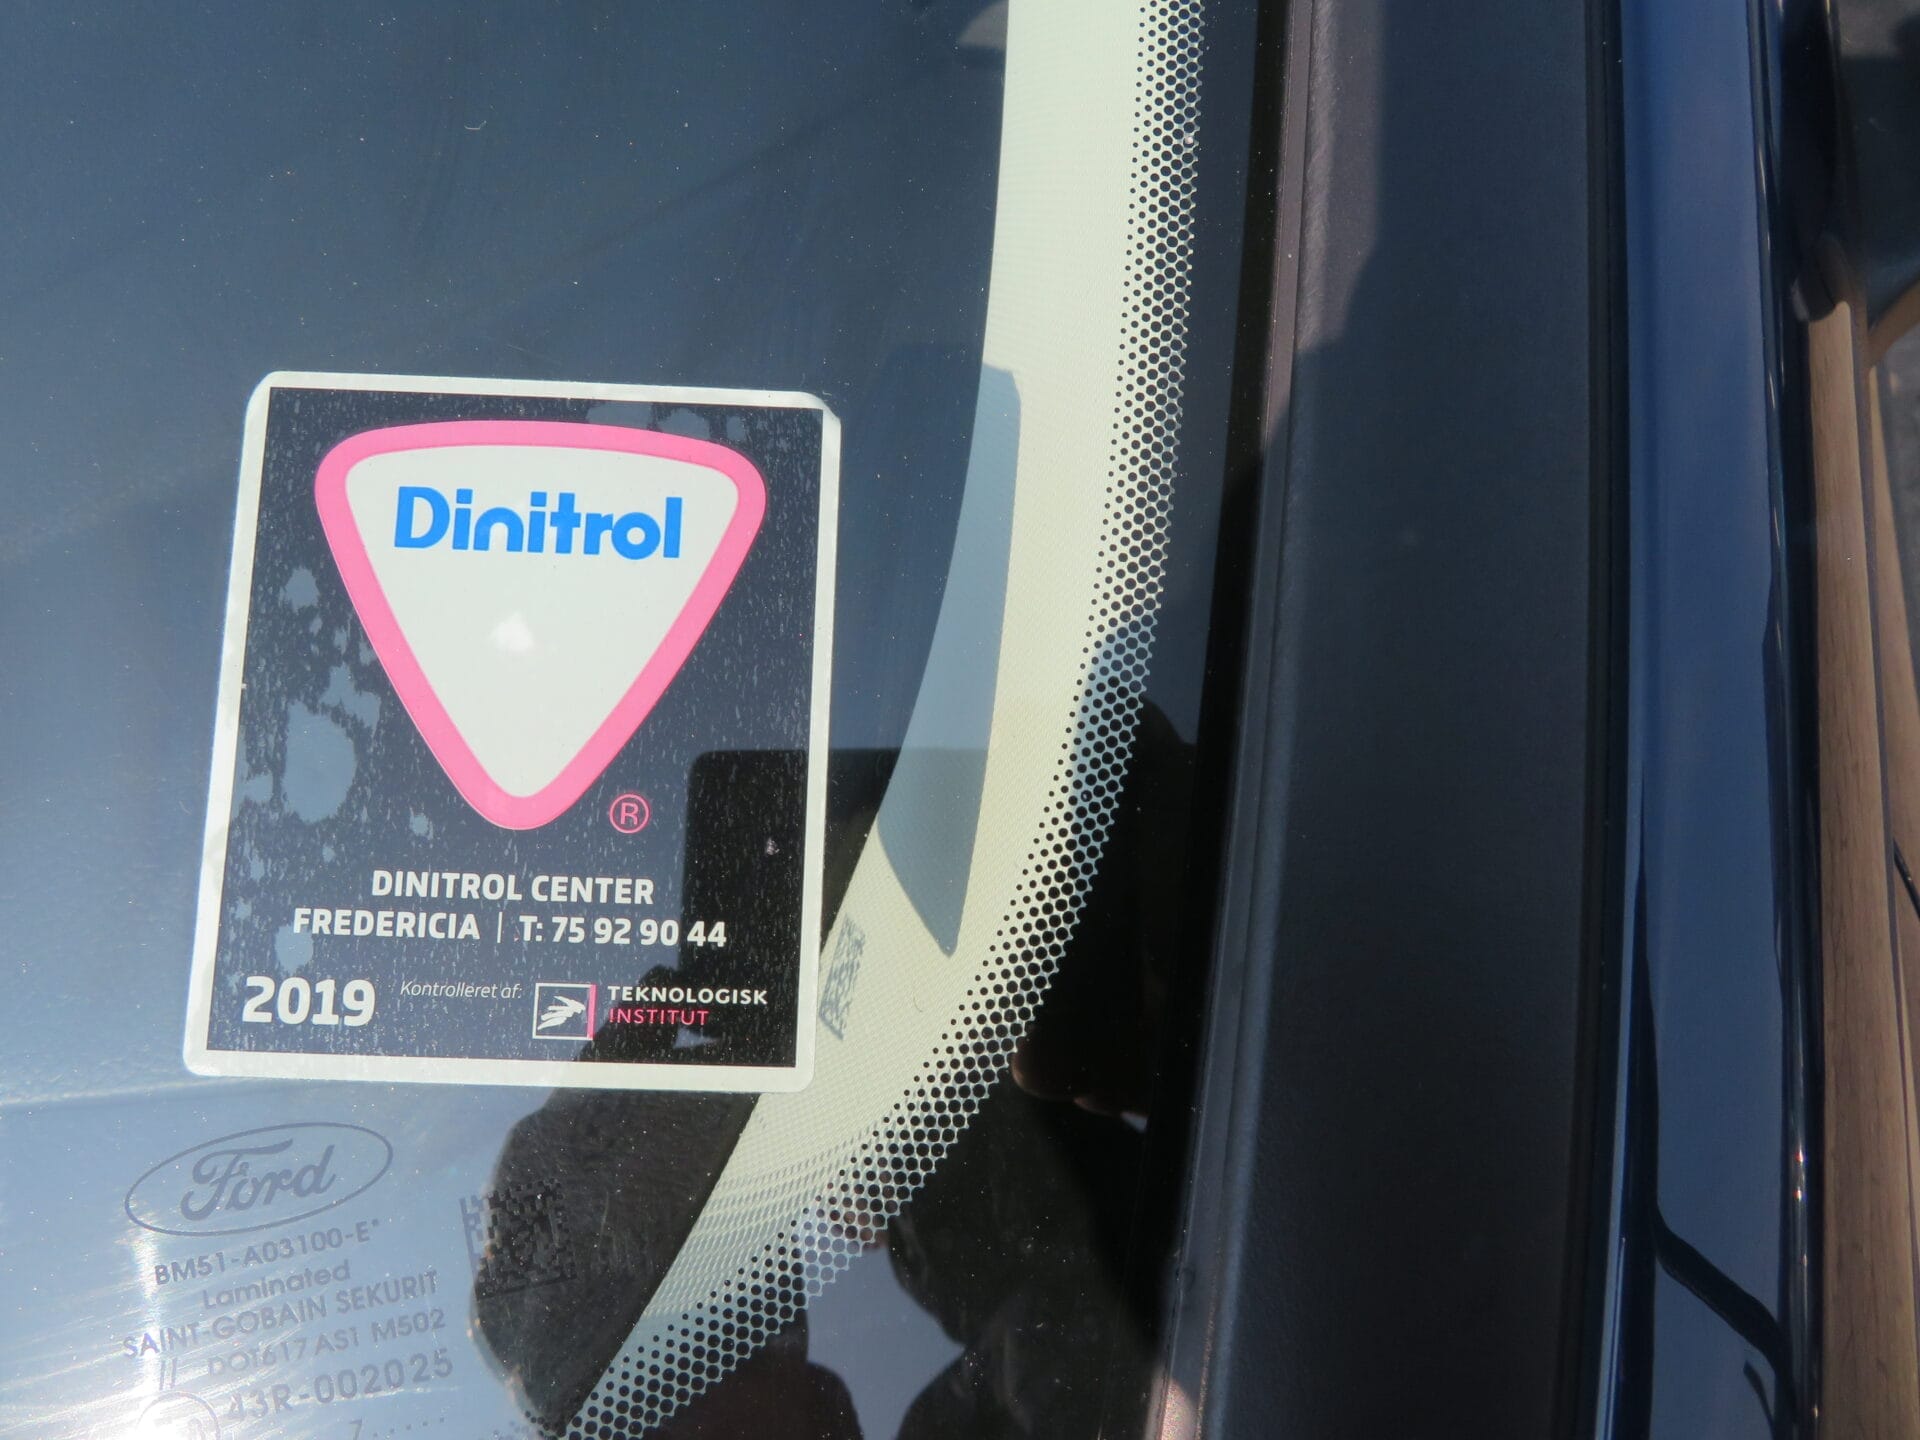 Dinitrol
®
DINITROL CENTER
FREDERICIA | T: 75 92 90 44
2019 Kontrolleret af: TEKNOLOGISK
INSTITUT
Ford
BM51-A03100-E*
Laminated
SAINT-GOBAIN SEKURIT
// DOT617 AS1 M502
43R-002025
7.....